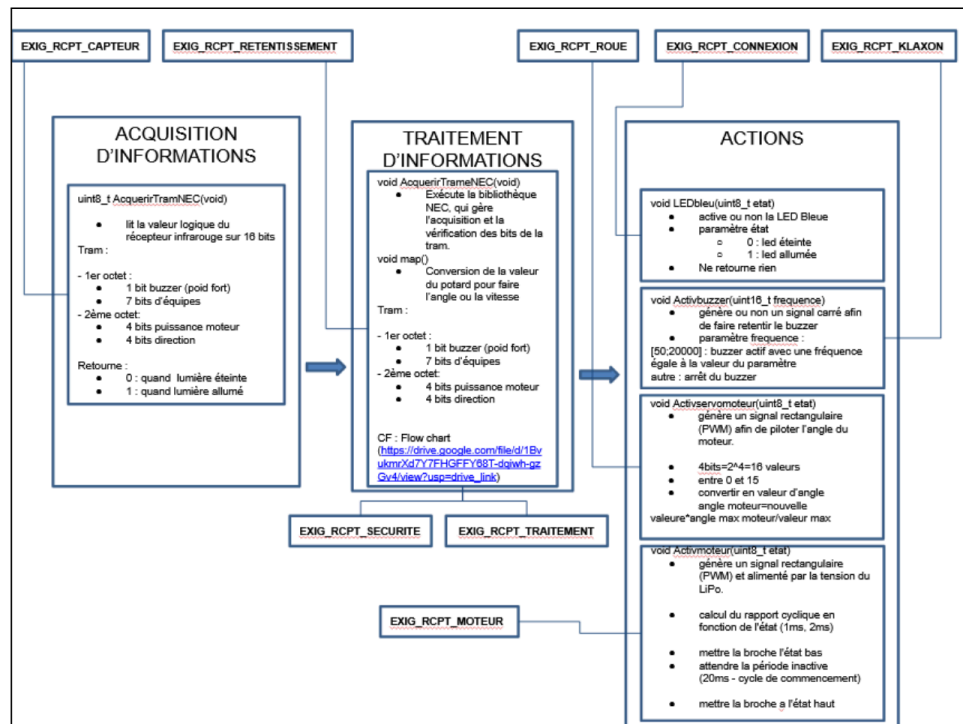 EXIG_RCPT_CAPTEUR
EXIG_RCPT_RETENTISSEMENT
EXIG_RCPT_ROUE
EXIG_RCPT_CONNEXION
EXIG_RCPT_KLAXON
ACQUISITION
D'INFORMATIONS
uint8_t AcquerirTramNEC(void)
● lit la valeur logique du
récepteur infrarouge sur 16 bits
Tram :
- 1er octet :
● 1 bit buzzer (poid fort)
● 7 bits d'équipes
- 2ème octet:
● 4 bits puissance moteur
● 4 bits direction
Retourne :
● 0 : quand lumière éteinte
● 1 : quand lumière allumé
TRAITEMENT
D'INFORMATIONS
void AcquerirTrameNEC(void)
● Exécute la bibliothèque
NEC, qui gère
l'acquisition et la
vérification des bits de la
tram.
void map()
● Conversion de la valeur
du potard pour faire
l'angle ou la vitesse
Tram :
- 1er octet :
● 1 bit buzzer (poid fort)
● 7 bits d'équipes
- 2ème octet:
● 4 bits puissance moteur
● 4 bits direction
CF : Flow chart
(https://drive.google.com/file/d/1Bv
ukmrXd7Y7FHGFFY68T-dqiwh-gz
Gv4/view?usp=drive_link)
EXIG_RCPT_SECURITE
EXIG_RCPT_TRAITEMENT
ACTIONS
void LEDbleu(uint8_t etat)
● active ou non la LED Bleue
● paramètre état
○ 0 : led éteinte
○ 1 : led allumée
● Ne retourne rien
void Activbuzzer(uint16_t frequence)
● génère ou non un signal carré afin
de faire retentir le buzzer
● paramètre frequence :
[50;20000] : buzzer actif avec une fréquence
égale à la valeur du paramètre
autre : arrêt du buzzer
void Activservomoteur(uint8_t etat)
● génère un signal rectangulaire
(PWM) afin de piloter l'angle du
moteur.
● 4bits=2^4=16 valeurs
● entre 0 et 15
● convertir en valeur d'angle
angle moteur=nouvelle
valeure*angle max moteur/valeur max
void Activmoteur(uint8_t etat)
● génère un signal rectangulaire
(PWM) et alimenté par la tension du
LiPo.
● calcul du rapport cyclique en
fonction de l'état (1ms, 2ms)
● mettre la broche l'état bas
● attendre la période inactive
(20ms - cycle de commencement)
● mettre la broche a l'état haut
EXIG_RCPT_MOTEUR